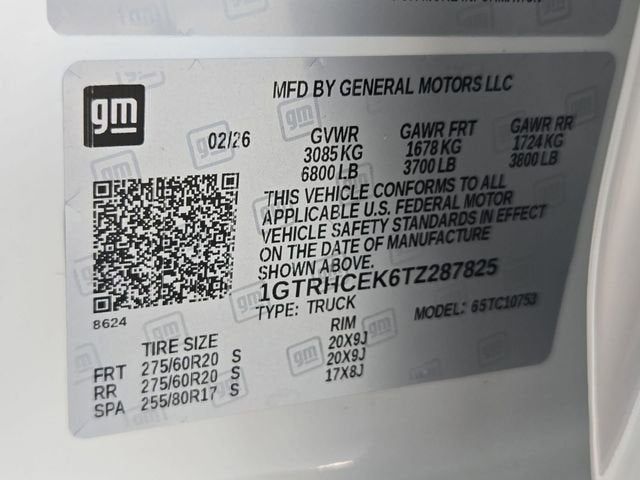 gm
MFD BY GENERAL MOTORS LLC
02/26
GVWR GAWR FRT GAWR RR
3085 KG 1678 KG 1724 KG
6800 LB 3700 LB 3800 LB
THIS VEHICLE CONFORMS TO ALL
APPLICABLE U.S. FEDERAL MOTOR
VEHICLE SAFETY STANDARDS IN EFFECT
ON THE DATE OF MANUFACTURE
SHOWN ABOVE.
1GTRHCEK6TZ287825
TYPE: TRUCK MODEL: 6STC10753
8624
TIRE SIZE RIM
FRT 275/60R20 S 20X9J
RR 275/60R20 S 20X9J
SPA 255/80R17 S 17X8J